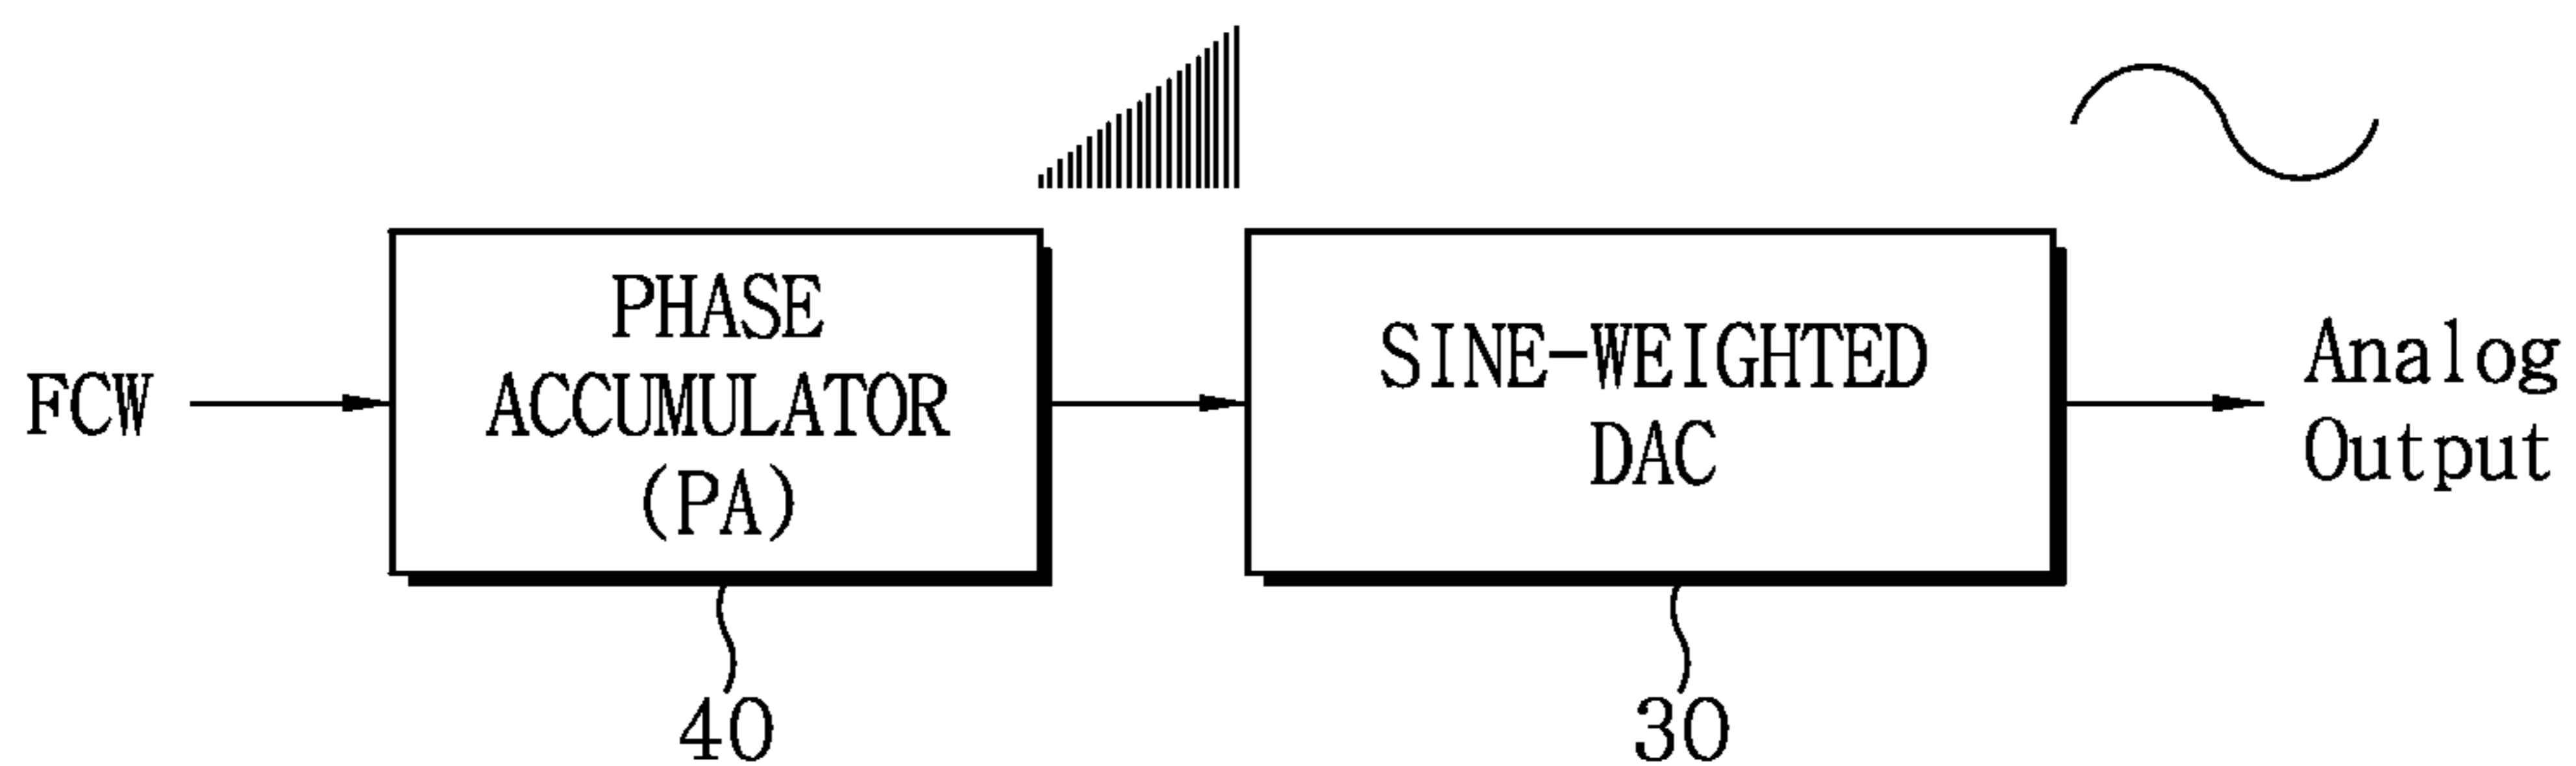 FCW
PHASE
ACCUMULATOR
(PA)
SINE-WEIGHTED
DAC
Analog
Output
40
30